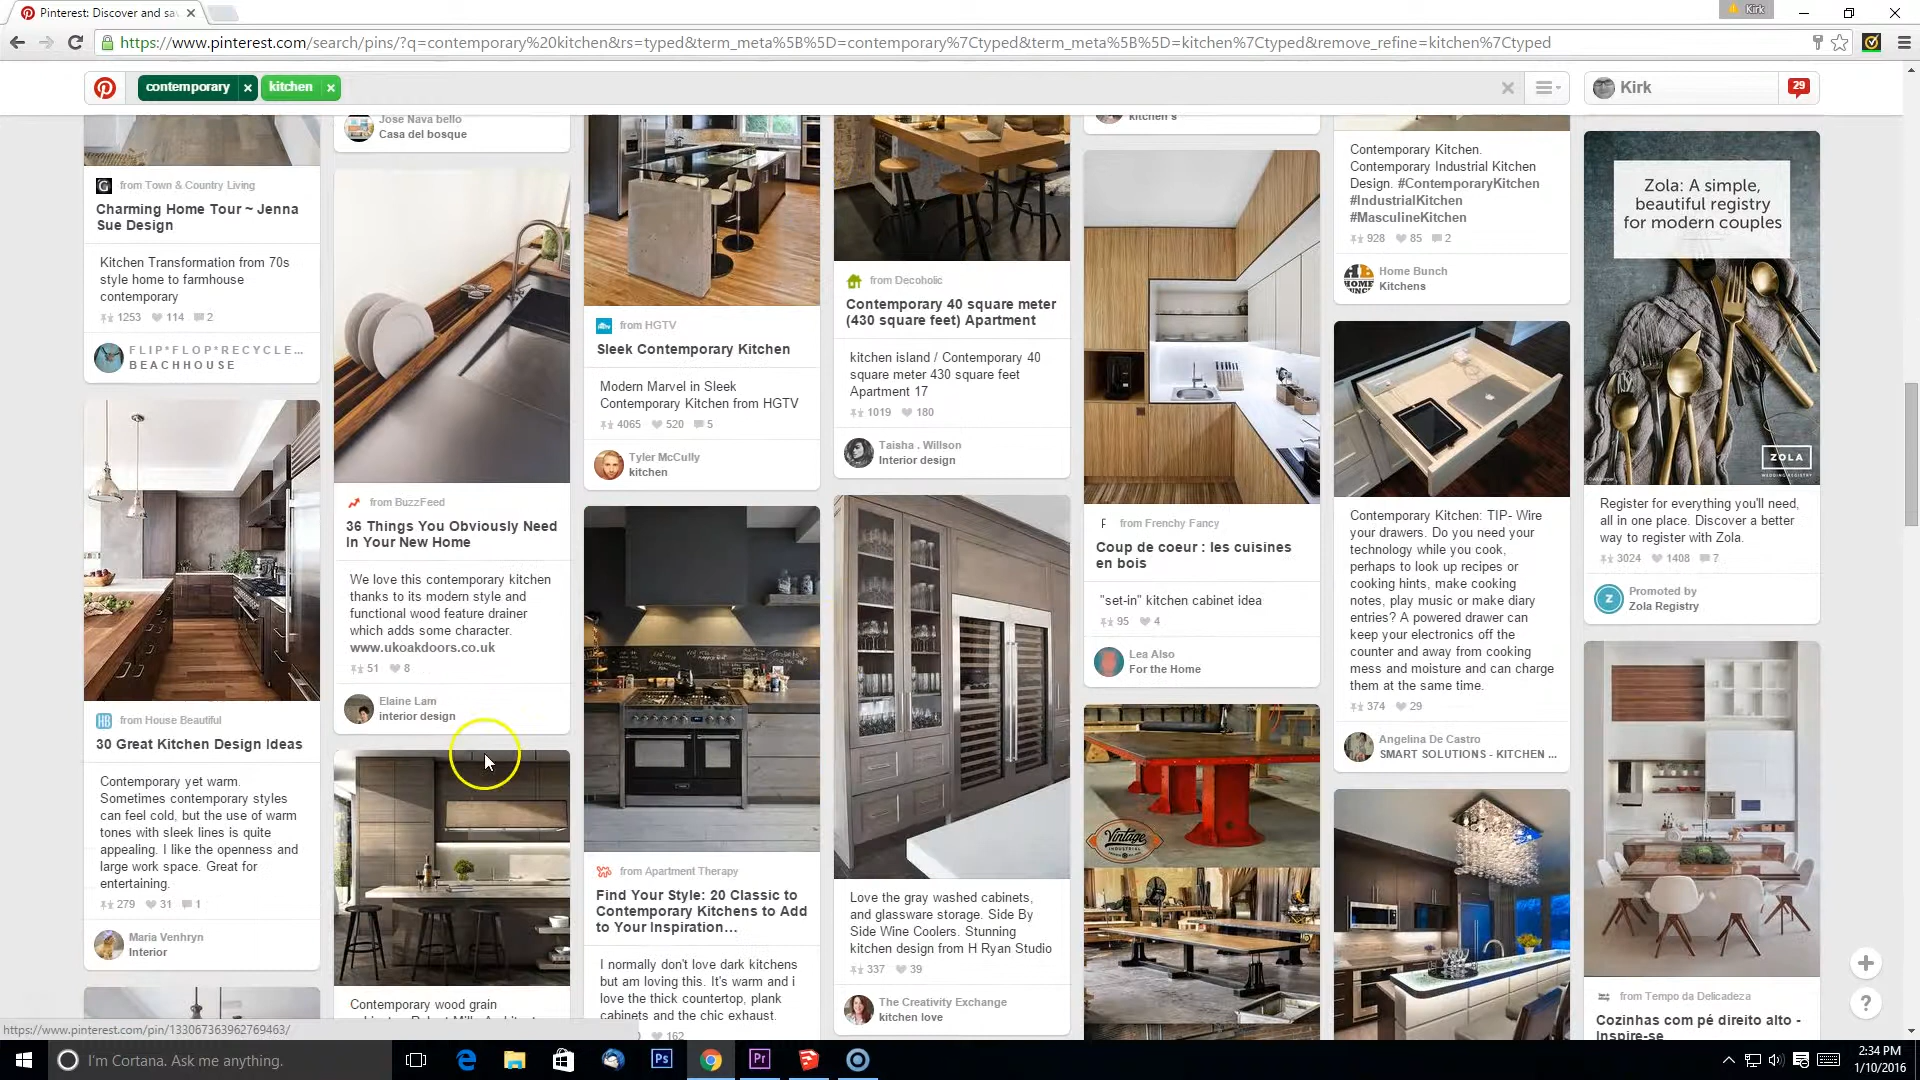 Pinterest: Discover and sa
Kirk
https://www.pinterest.com/search/pins/?q=contemporary%20kitchen&rs=typed&term_meta%5B%5D=contemporary%7Ctyped&term_meta%5B%5D=kitchen%7Ctyped&remove_refine=kitchen%7Ctyped
contemporary
kitchen
Kirk
29
from Town & Country Living
Charming Home Tour ~ Jenna
Sue Design
Kitchen Transformation from 70s
style home to farmhouse
contemporary
1253 114 2
FLIP*FLOP*RECYCLE...
BEACHHOUSE
from House Beautiful
30 Great Kitchen Design Ideas
Contemporary yet warm.
Sometimes contemporary styles
can feel cold, but the use of warm
tones with sleek lines is quite
appealing. I like the openness and
large work space. Great for
entertaining.
279 31 1
Maria Venhryn
Interior
Jose Nava bello
Casa del bosque
from BuzzFeed
36 Things You Obviously Need
In Your New Home
We love this contemporary kitchen
thanks to its modern style and
functional wood feature drainer
which adds some character.
www.ukoakdoors.co.uk
51 8
Elaine Lam
interior design
Contemporary wood grain
from HGTV
Sleek Contemporary Kitchen
Modern Marvel in Sleek
Contemporary Kitchen from HGTV
4065 520 5
Tyler McCully
kitchen
from Apartment Therapy
Find Your Style: 20 Classic to
Contemporary Kitchens to Add
to Your Inspiration...
I normally don't love dark kitchens
but am loving this. It's warm and i
love the thick countertop, plank
cabinets and the chic exhaust.
162
from Decoholic
Contemporary 40 square meter
(430 square feet) Apartment
kitchen island / Contemporary 40
square meter 430 square feet
Apartment 17
1019 180
Taisha . Willson
Interior design
Love the gray washed cabinets,
and glassware storage. Side By
Side Wine Coolers. Stunning
kitchen design from H Ryan Studio
337 39
The Creativity Exchange
kitchen love
kitchen's
F from Frenchy Fancy
Coup de coeur : les cuisines
en bois
"set-in" kitchen cabinet idea
95 4
Lea Also
For the Home
Vintage
INDUSTRIAL
Contemporary Kitchen.
Contemporary Industrial Kitchen
Design. #ContemporaryKitchen
#IndustrialKitchen
#MasculineKitchen
928 85 2
HOME
Home Bunch
Kitchens
Contemporary Kitchen: TIP- Wire
your drawers. Do you need your
technology while you cook,
perhaps to look up recipes or
cooking hints, make cooking
notes, play music or make diary
entries? A powered drawer can
keep your electronics off the
counter and away from cooking
mess and moisture and can charge
them at the same time.
374 29
Angelina De Castro
SMART SOLUTIONS - KITCHEN ...
Zola: A simple,
beautiful registry
for modern couples
ZOLA
WEDDING REGISTRY
Register for everything you'll need,
all in one place. Discover a better
way to register with Zola.
3024 1408 7
Z
Promoted by
Zola Registry
from Tempo da Delicadeza
Cozinhas com pé direito alto -
Inspire-se
+
?
https://www.pinterest.com/pin/133067363962769463/
I'm Cortana. Ask me anything.
Ps
Pr
2:34 PM
1/10/2016